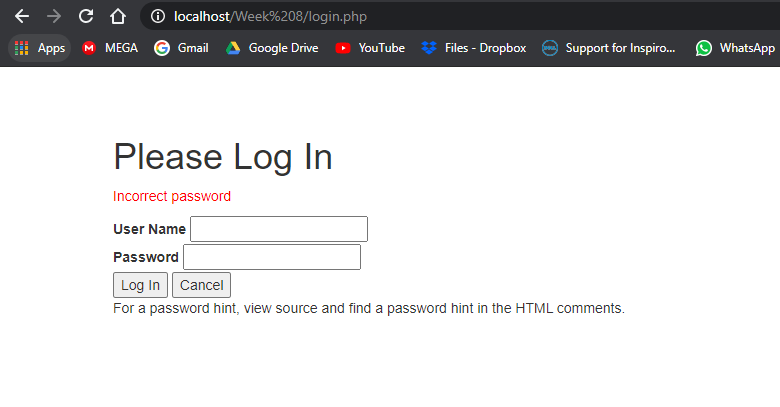 localhost/Week%208/login.php
Apps MEGA Gmail Google Drive YouTube Files - Dropbox Support for Inspiro... WhatsApp
Please Log In
Incorrect password
User Name
Password
Log In Cancel
For a password hint, view source and find a password hint in the HTML comments.